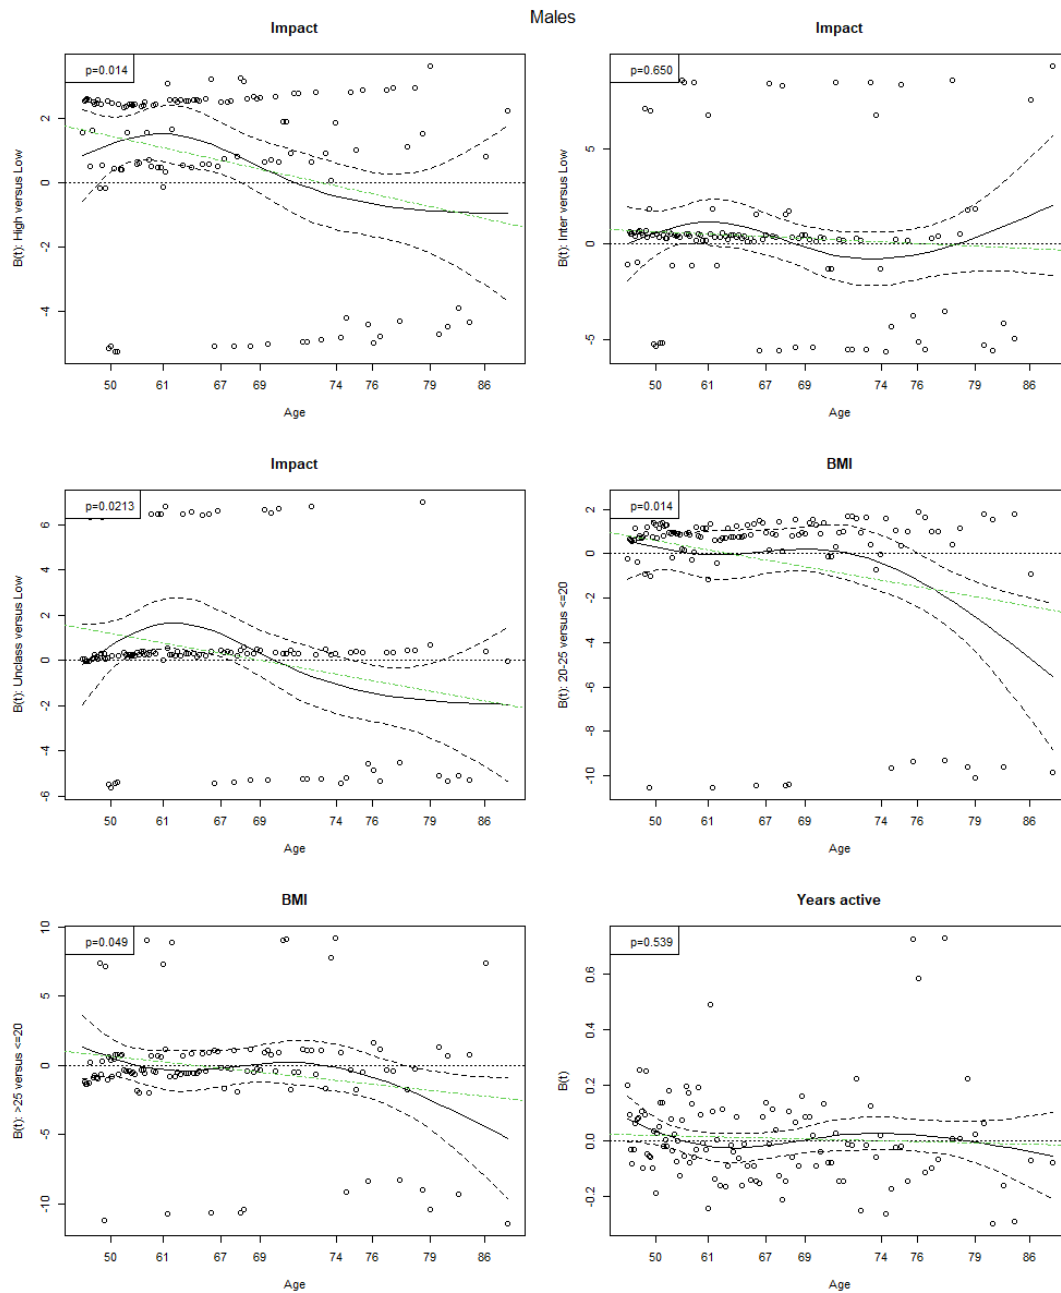 Males
Impact
p=0.014
B(t): High versus Low
2
0
-2
-4
50 61 67 69 74 76 79 86
Age
Impact
p=0.650
B(t): Inter versus Low
5
0
-5
50 61 67 69 74 76 79 86
Age
Impact
p=0.0213
B(t): Unclass versus Low
6
4
2
0
-2
-4
-6
50 61 67 69 74 76 79 86
Age
BMI
p=0.014
B(t): 20-25 versus <=20
2
0
-2
-4
-6
-8
-10
50 61 67 69 74 76 79 86
Age
BMI
p=0.049
B(t): >25 versus <=20
10
5
0
-5
-10
50 61 67 69 74 76 79 86
Age
Years active
p=0.539
B(t)
0.6
0.4
0.2
0.0
-0.2
50 61 67 69 74 76 79 86
Age